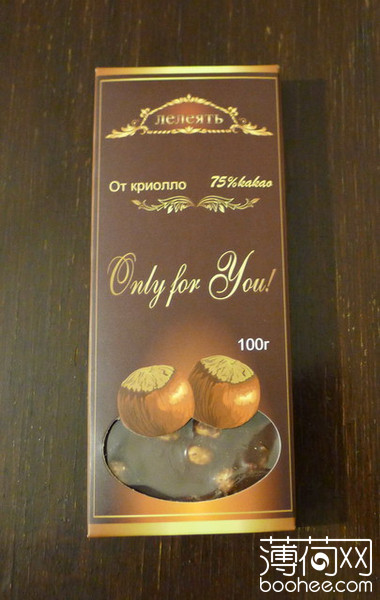 лелеять
От криолло 75%kakao
Only for You!
100г
薄荷网
boohee.com